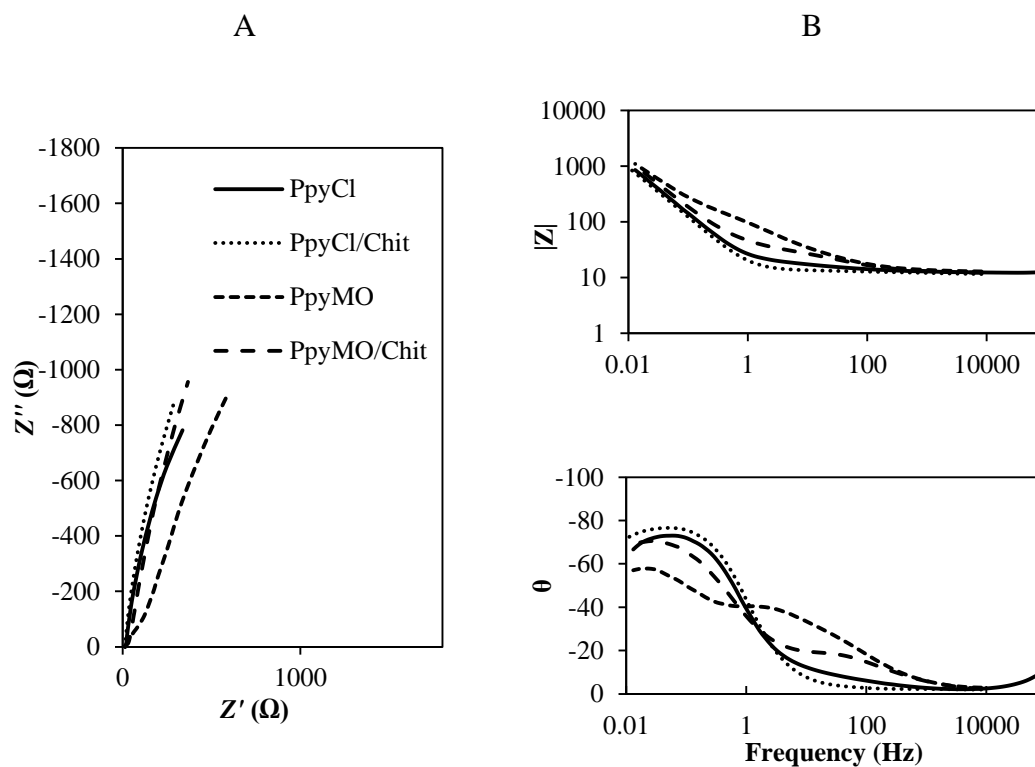 A
B
-1800
-1600
-1400
-1200
-1000
-800
-600
-400
-200
0
Z'' (Ω)
PpyCl
PpyCl/Chit
PpyMO
PpyMO/Chit
0
1000
Z' (Ω)
10000
1000
100
10
1
|Z|
0.01
1
100
10000
-100
-80
-60
-40
-20
0
θ
0.01
1
100
10000
Frequency (Hz)